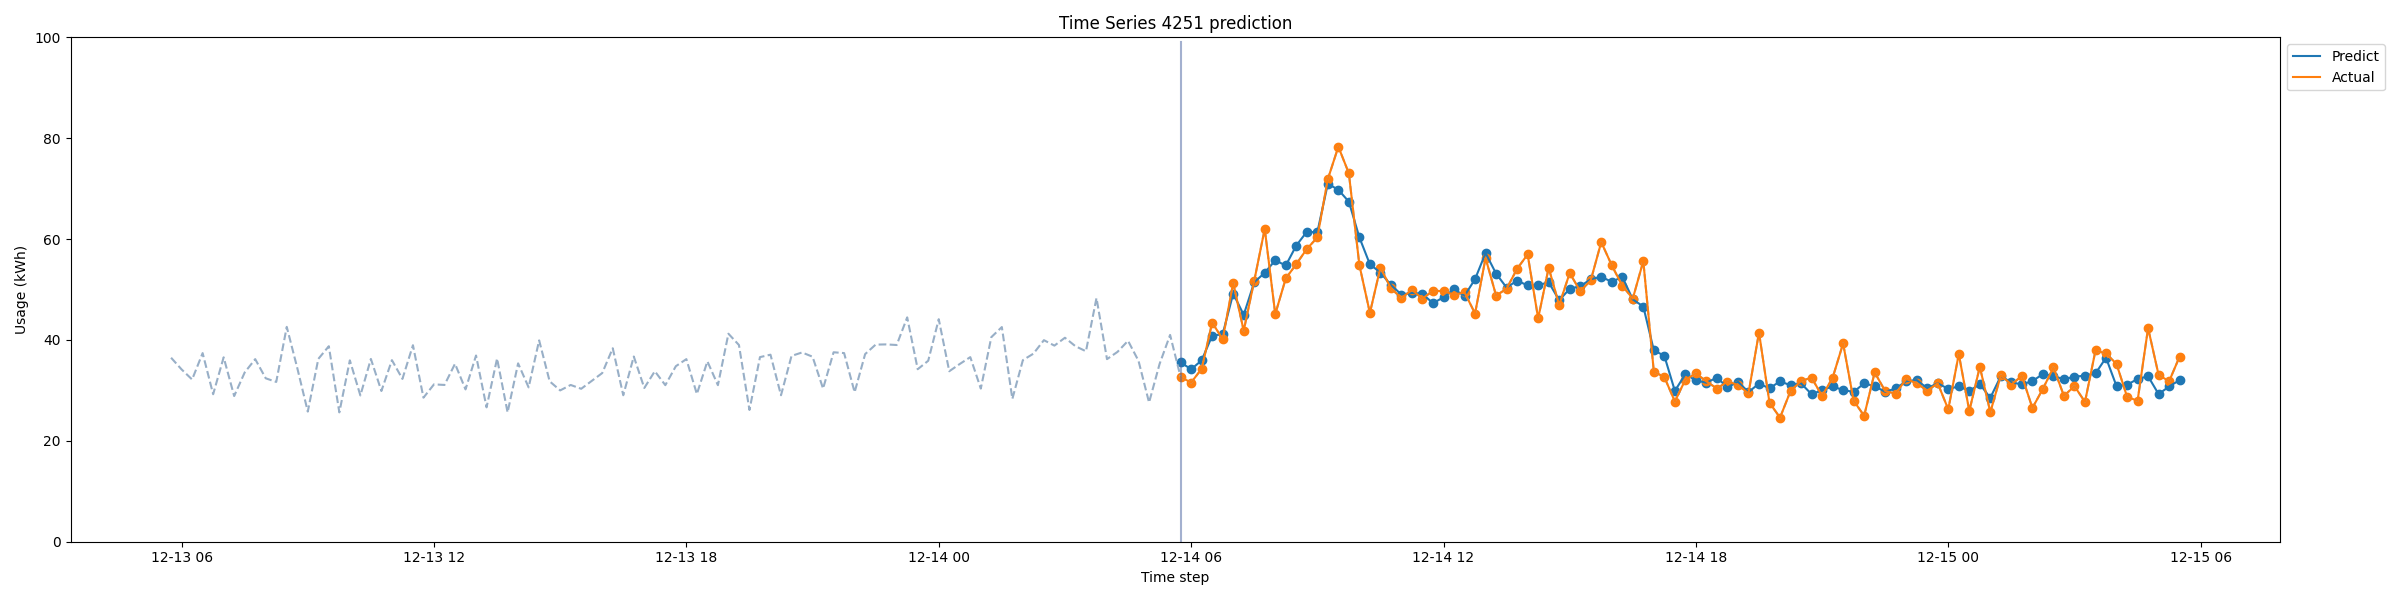 Time Series 4251 prediction
100
80
60
40
20
0
Usage (kWh)
12-13 06 12-13 12 12-13 18 12-14 00 12-14 06 12-14 12 12-14 18 12-15 00 12-15 06
Time step
Predict
Actual